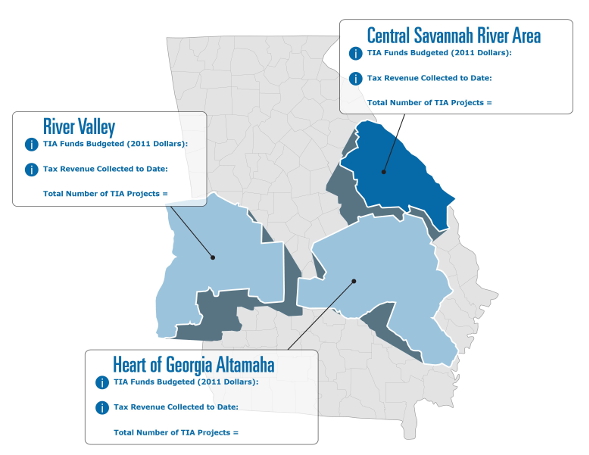 Central Savannah River Area
i TIA Funds Budgeted (2011 Dollars):
i Tax Revenue Collected to Date:
Total Number of TIA Projects =
River Valley
i TIA Funds Budgeted (2011 Dollars):
i Tax Revenue Collected to Date:
Total Number of TIA Projects =
Heart of Georgia Altamaha
i TIA Funds Budgeted (2011 Dollars):
i Tax Revenue Collected to Date:
Total Number of TIA Projects =